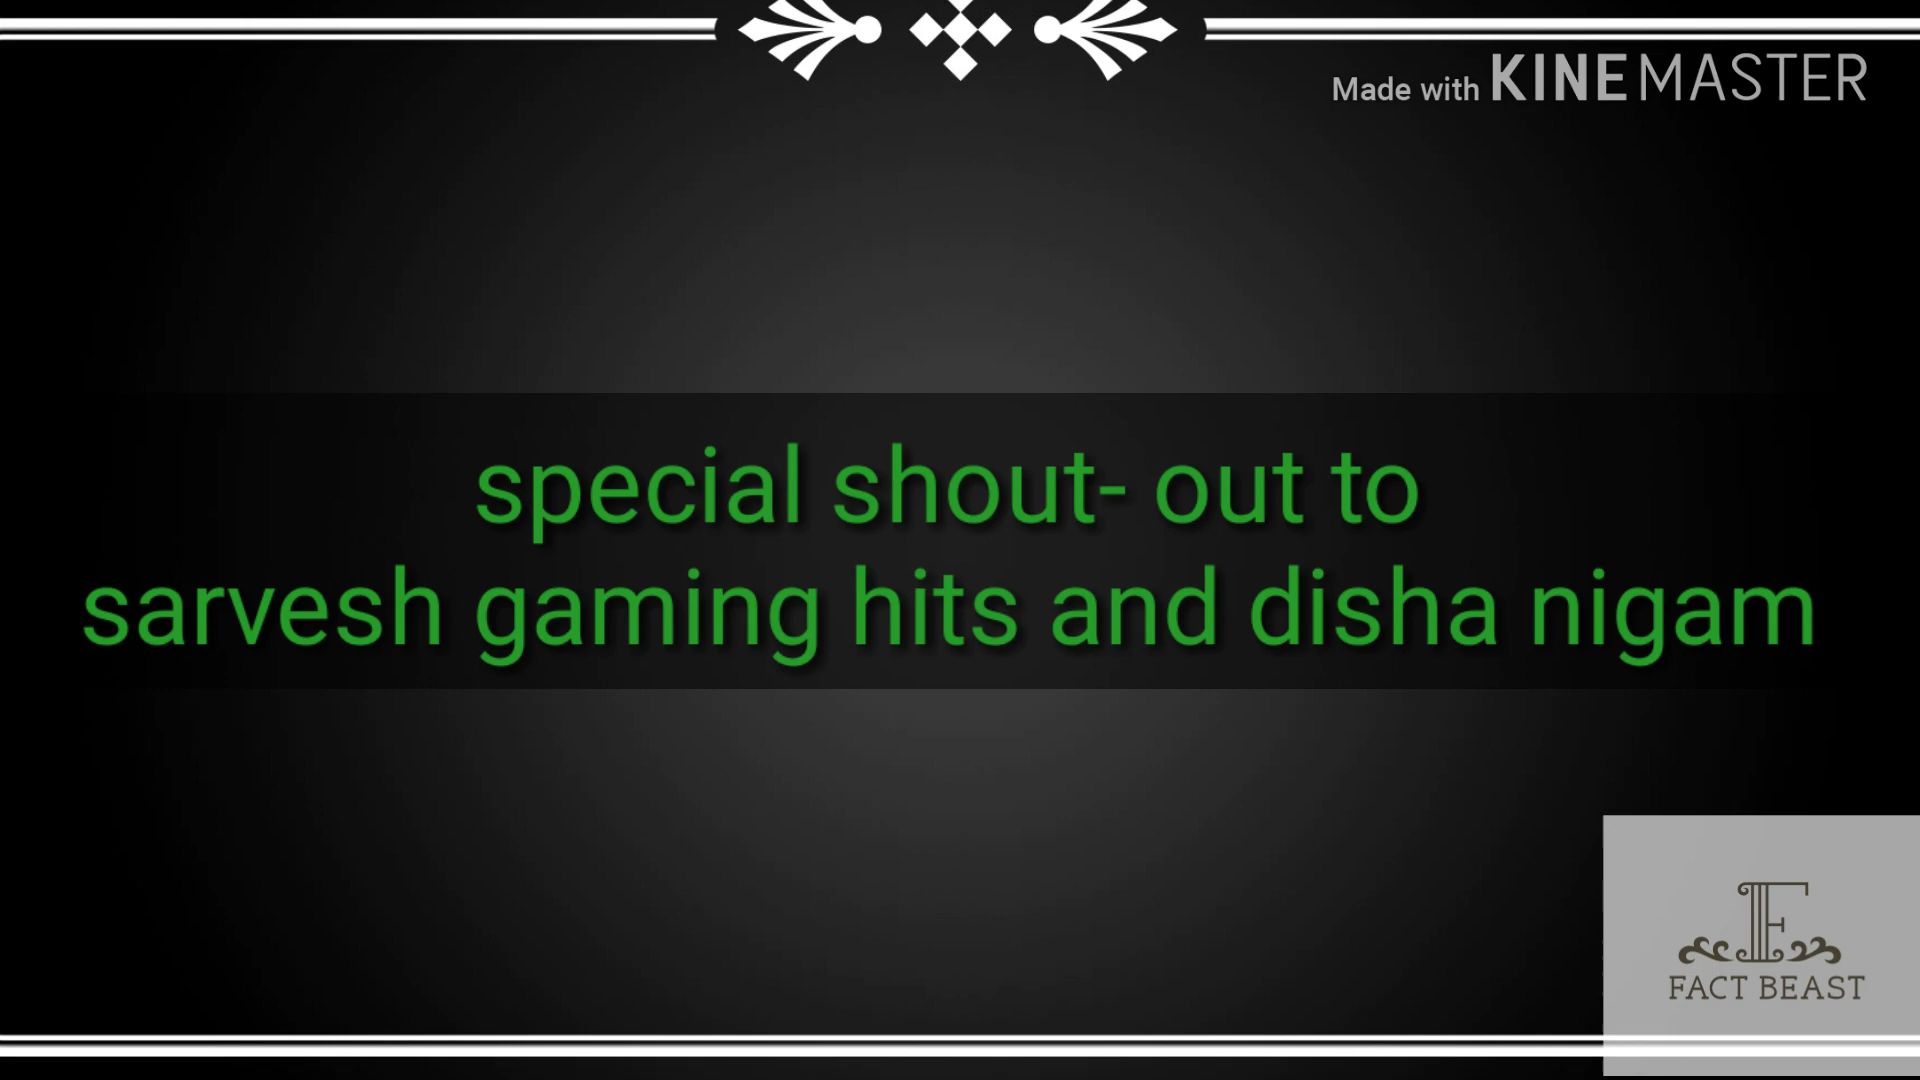 Made with KINEMASTER
special shout- out to
sarvesh gaming hits and disha nigam
F
FACT BEAST